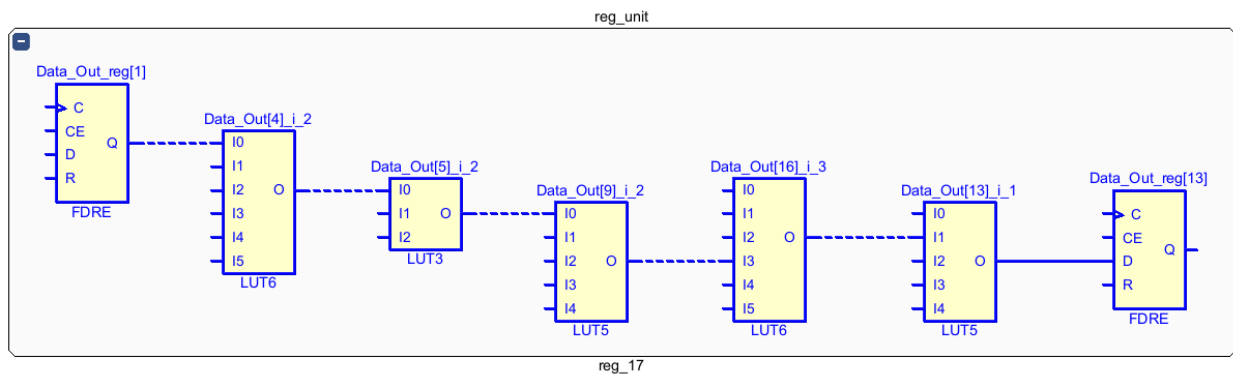 reg_unit
Data_Out_reg[1]
C
CE
D
R
Q
FDRE
Data_Out[4]_i_2
I0
I1
I2
I3
I4
I5
O
LUT6
Data_Out[5]_i_2
I0
I1
I2
O
LUT3
Data_Out[9]_i_2
I0
I1
I2
I3
I4
O
LUT5
Data_Out[16]_i_3
I0
I1
I2
I3
I4
I5
O
LUT6
Data_Out[13]_i_1
I0
I1
I2
I3
I4
O
LUT5
Data_Out_reg[13]
C
CE
D
R
Q
FDRE
reg_17